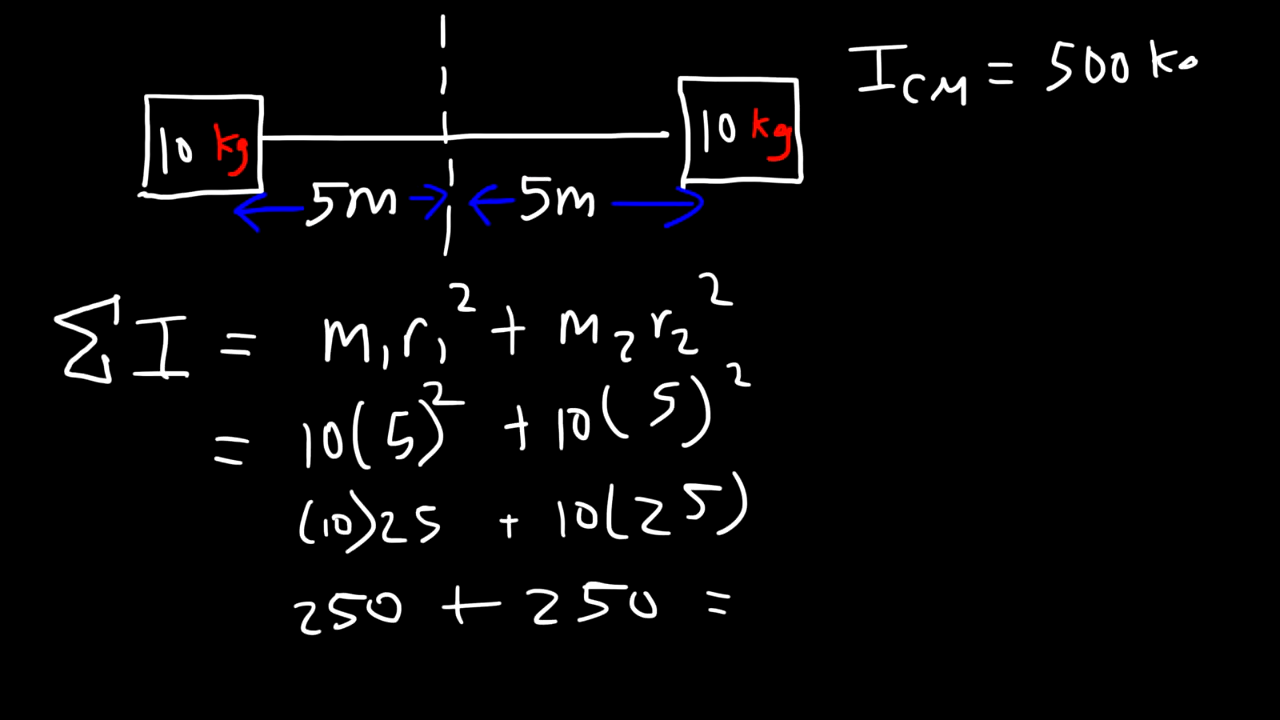 10 kg
10 kg
I_CM = 500 k
5m 5m
∑I = m₁r₁² + m₂r₂²
= 10(5)² + 10(5)²
(10)25 + 10(25)
250 + 250 =